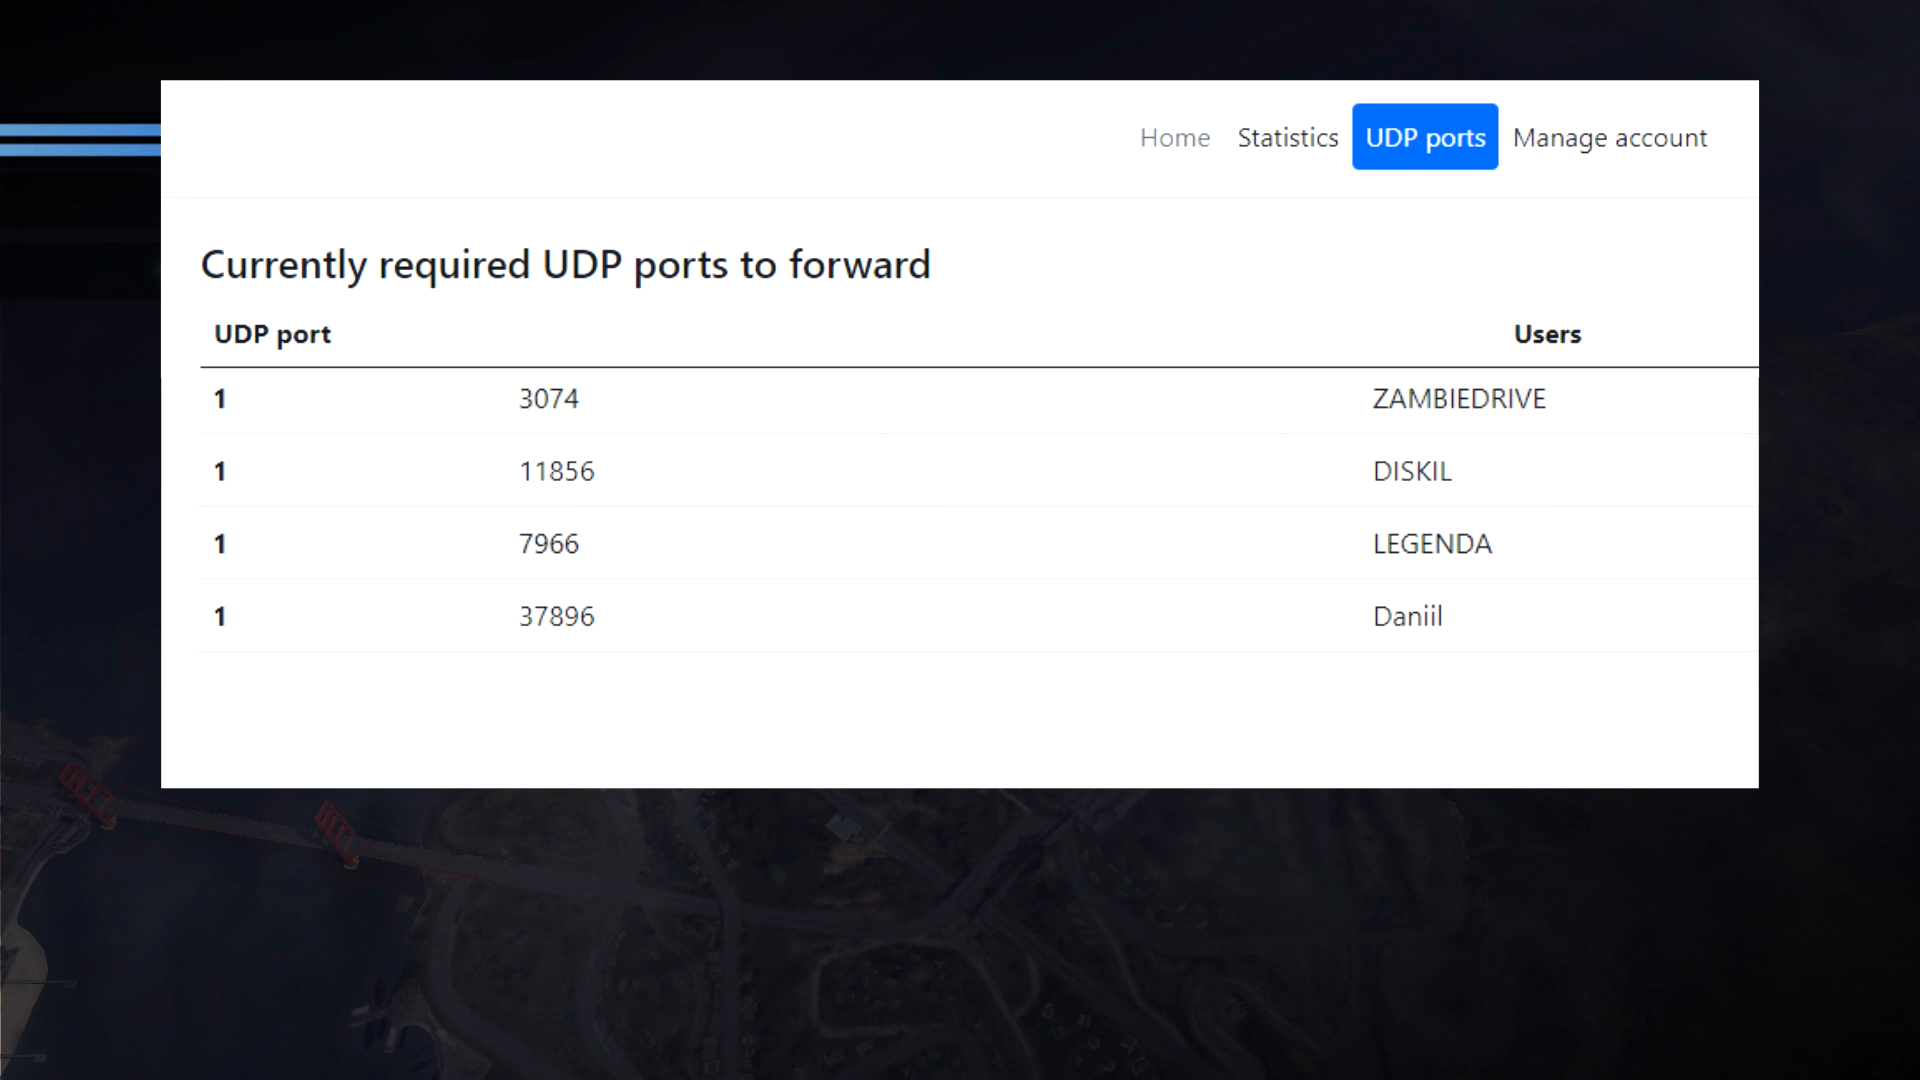 Home Statistics UDP ports Manage account
Currently required UDP ports to forward
UDP port Users
1 3074 ZAMBIEDRIVE
1 11856 DISKIL
1 7966 LEGENDA
1 37896 Daniil